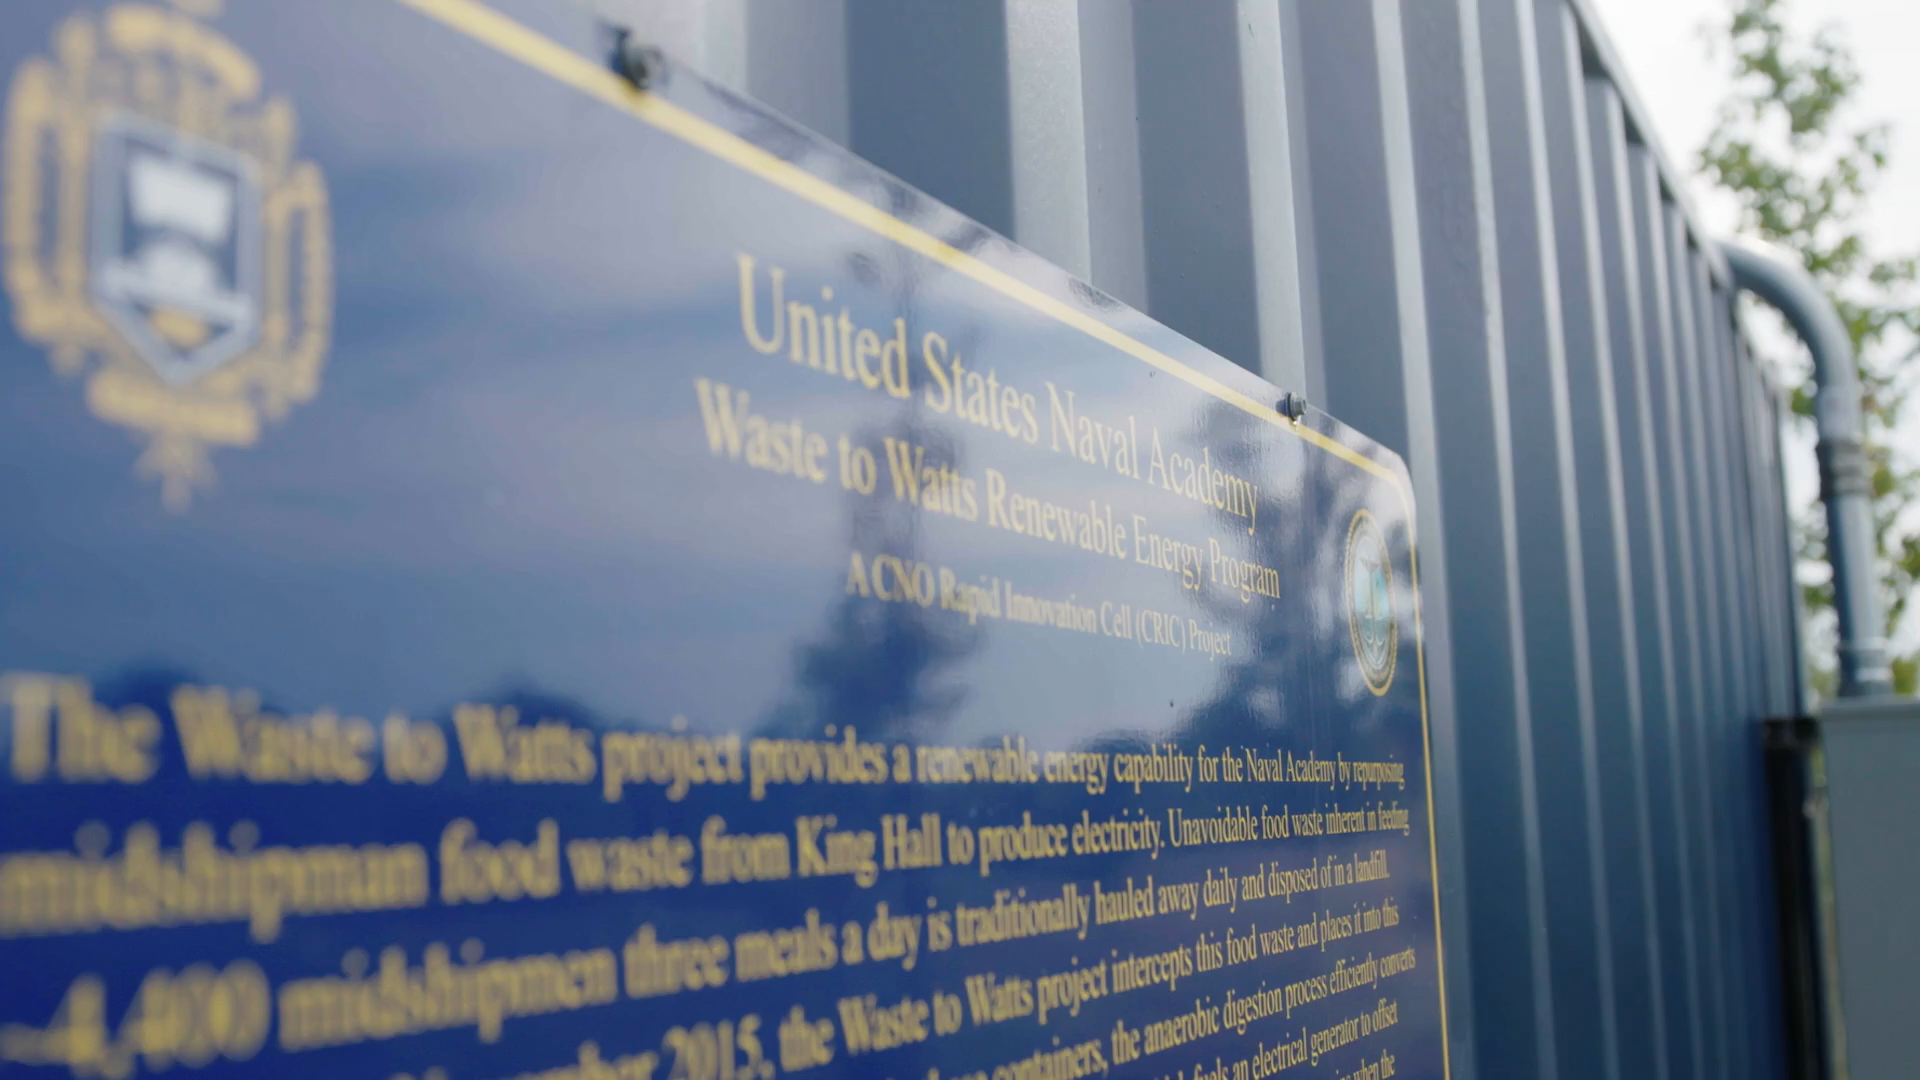 United States Naval Academy
Waste to Watts Renewable Energy Program
A CNO Rapid Innovation Cell (CRIC) Project
The Waste to Watts project provides a renewable energy capability for the Naval Academy by repurposing
midshipman food waste from King Hall to produce electricity. Unavoidable food waste inherent in feeding
~4,400 midshipmen three meals a day is traditionally hauled away daily and disposed of in a landfill.
2015, the Waste to Watts project intercepts this food waste and places it into this
containers, the anaerobic digestion process efficiently converts
fuels an electrical generator to offset
when the